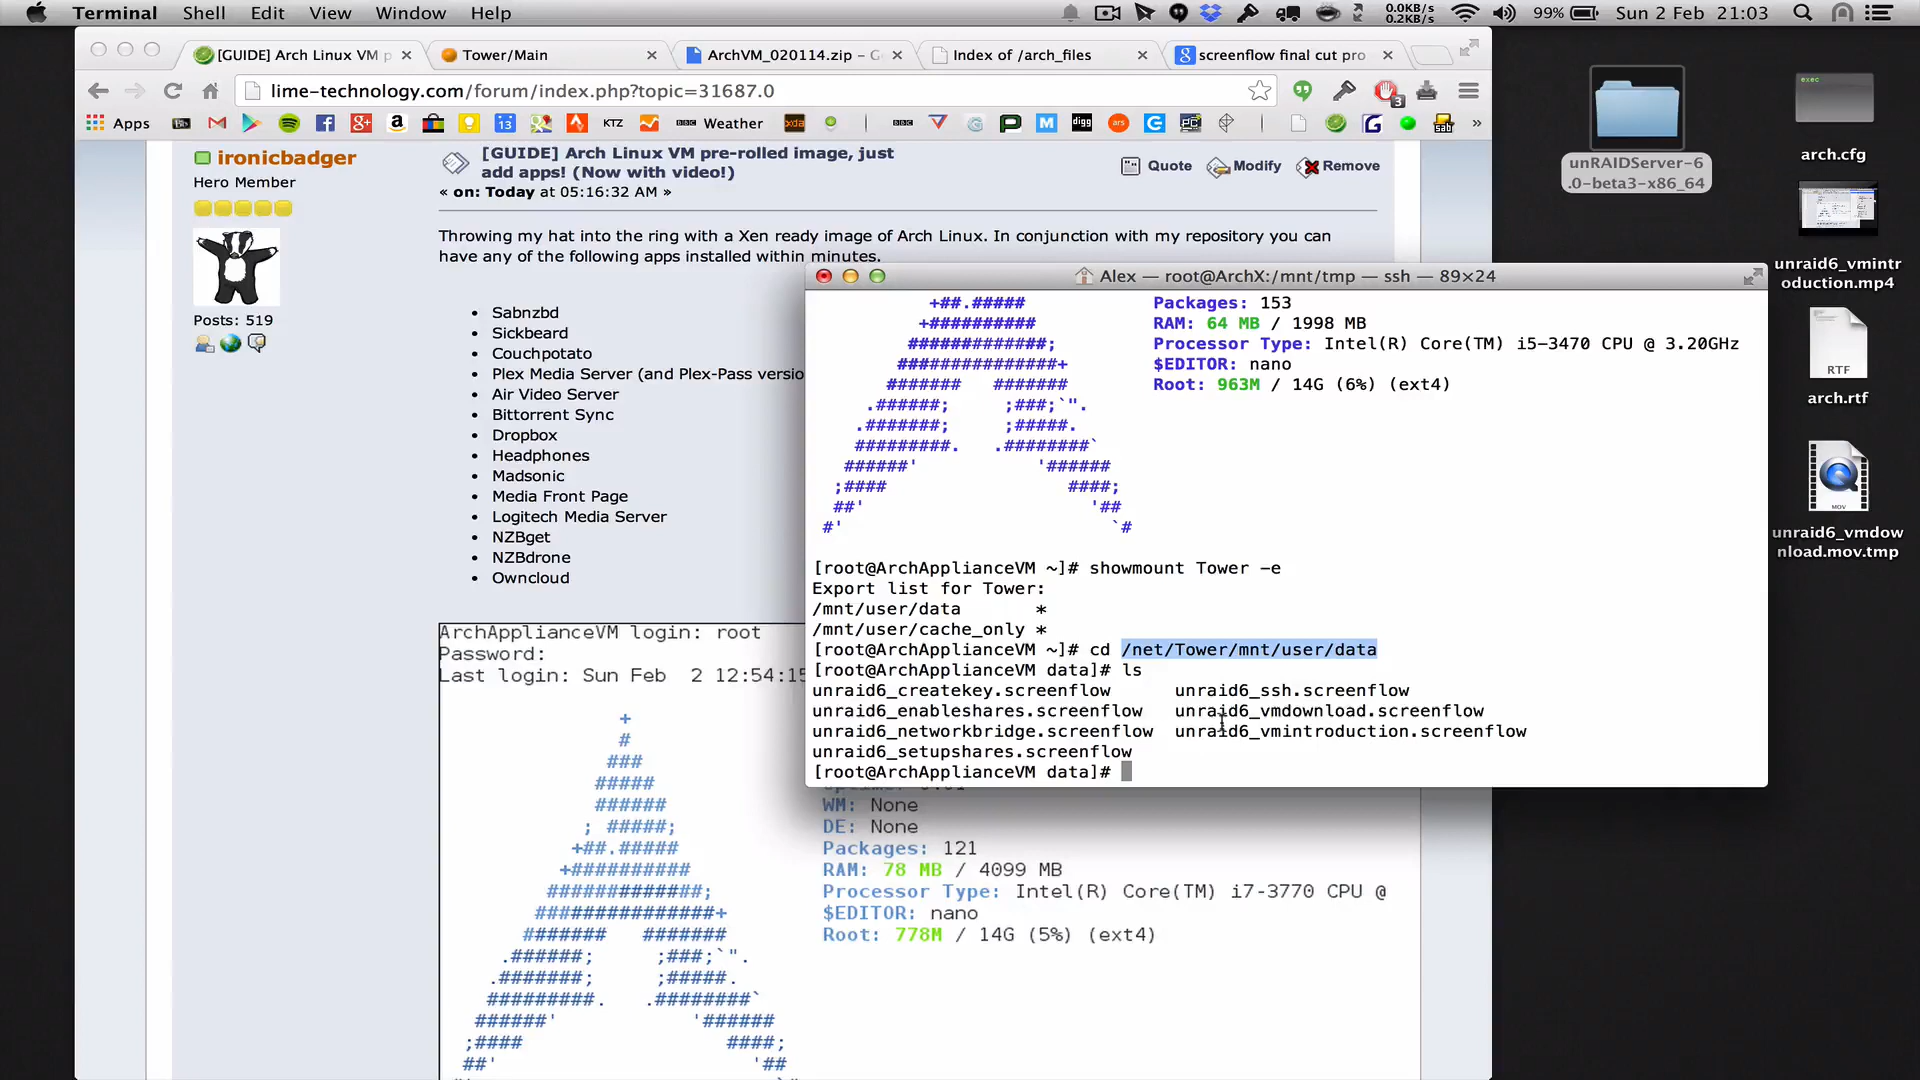 Terminal Shell Edit View Window Help
0.0KB/s
0.2KB/s
99% Sun 2 Feb 21:03
[GUIDE] Arch Linux VM p
Tower/Main
ArchVM_020114.zip - G
Index of /arch_files
screenflow final cut pro
lime-technology.com/forum/index.php?topic=31687.0
3
Apps
13
KTZ
BBC Weather
xda
BBC
M
digg
ars
»
ironicbadger
Hero Member
Posts: 519
[GUIDE] Arch Linux VM pre-rolled image, just
add apps! (Now with video!)
« on: Today at 05:16:32 AM »
Quote Modify Remove
Throwing my hat into the ring with a Xen ready image of Arch Linux. In conjunction with my repository you can
have any of the following apps installed within minutes.
• Sabnzbd
• Sickbeard
• Couchpotato
• Plex Media Server (and Plex-Pass versio
• Air Video Server
• Bittorrent Sync
• Dropbox
• Headphones
• Madsonic
• Media Front Page
• Logitech Media Server
• NZBget
• NZBdrone
• Owncloud
ArchApplianceVM login: root
Password:
Last login: Sun Feb  2 12:54:15
+
#
###
#####
######
; #####;
+##.#####
+##########
#############;
###############+
#######   #######
.######;     ;###;`".
.#######;     ;#####.
#########.   .########`
######'           '######
;####                 ####;
##'                       '##
WM: None
DE: None
Packages: 121
RAM: 78 MB / 4099 MB
Processor Type: Intel(R) Core(TM) i7-3770 CPU @
$EDITOR: nano
Root: 778M / 14G (5%) (ext4)
Alex — root@ArchX:/mnt/tmp — ssh — 89×24
+##.#####
+##########
#############;
###############+
#######   #######
.######;     ;###;`".
.#######;     ;#####.
#########.   .########`
######'           '######
;####                 ####;
##'                       '##
#'                           `#
Packages: 153
RAM: 64 MB / 1998 MB
Processor Type: Intel(R) Core(TM) i5-3470 CPU @ 3.20GHz
$EDITOR: nano
Root: 963M / 14G (6%) (ext4)
[root@ArchApplianceVM ~]# showmount Tower -e
Export list for Tower:
/mnt/user/data       *
/mnt/user/cache_only *
[root@ArchApplianceVM ~]# cd /net/Tower/mnt/user/data
[root@ArchApplianceVM data]# ls
unraid6_createkey.screenflow      unraid6_ssh.screenflow
unraid6_enableshares.screenflow   unraid6_vmdownload.screenflow
unraid6_networkbridge.screenflow  unraid6_vmintroduction.screenflow
unraid6_setupshares.screenflow
[root@ArchApplianceVM data]#
unRAIDServer-6
.0-beta3-x86_64
exec
arch.cfg
unraid6_vmintr
oduction.mp4
RTF
arch.rtf
MOV
unraid6_vmdow
nload.mov.tmp